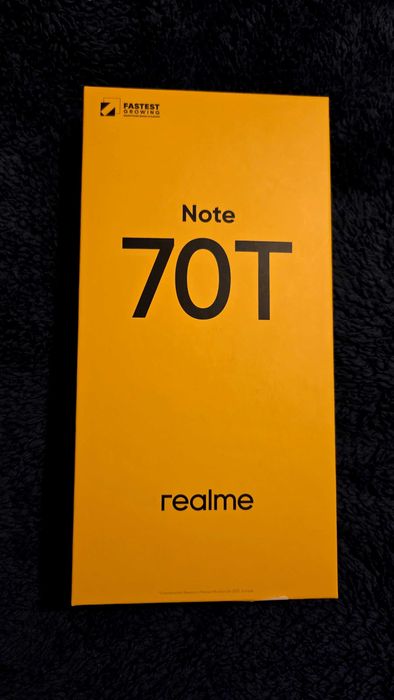 FASTEST
GROWING
Note
70T
realme